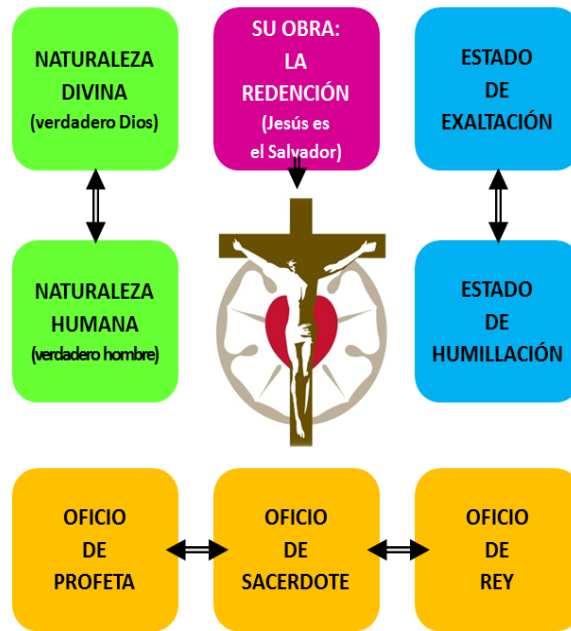 NATURALEZA
DIVINA
(verdadero Dios)
SU OBRA:
LA
REDENCIÓN
(Jesús es
el Salvador)
ESTADO
DE
EXALTACIÓN
NATURALEZA
HUMANA
(verdadero hombre)
ESTADO
DE
HUMILLACIÓN
OFICIO
DE
PROFETA
OFICIO
DE
SACERDOTE
OFICIO
DE
REY